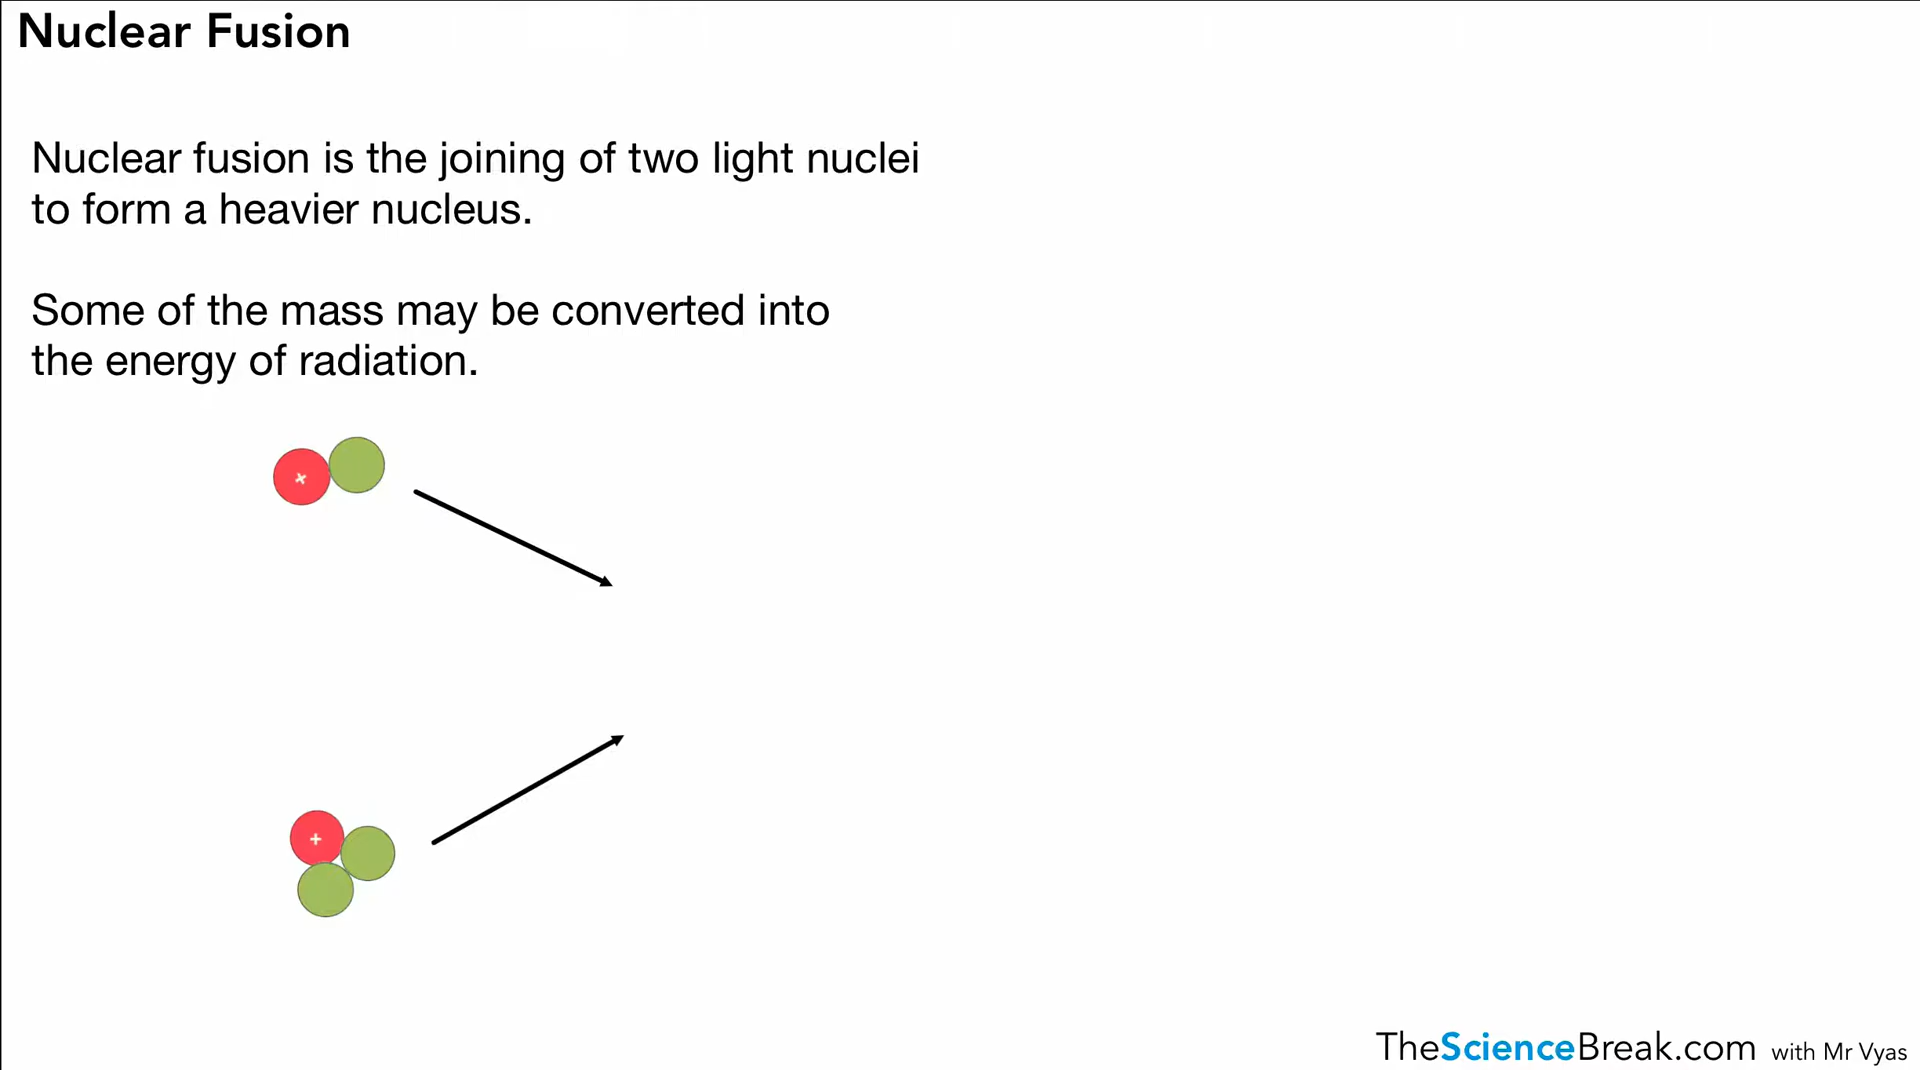 Nuclear Fusion
Nuclear fusion is the joining of two light nuclei
to form a heavier nucleus.
Some of the mass may be converted into
the energy of radiation.
+
+
TheScienceBreak.com with Mr Vyas